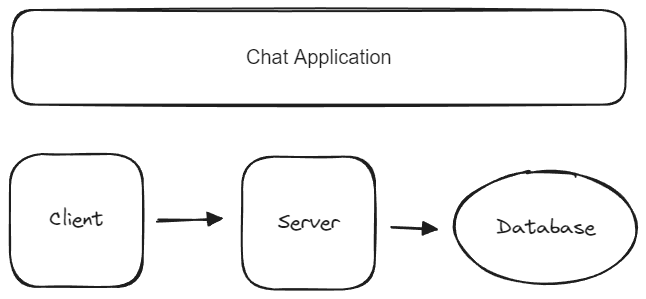 Chat Application
Client
Server
Database